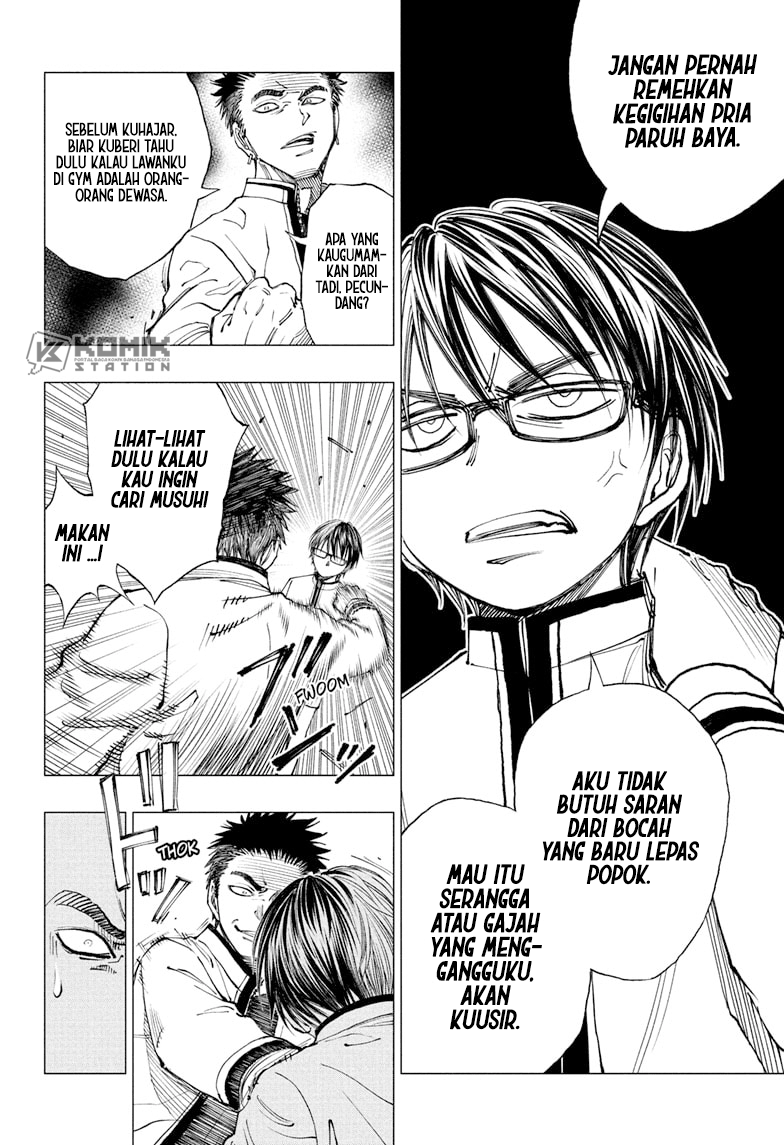 JANGAN PERNAH
REMEHKAN
KEGIGIHAN PRIA
PARUH BAYA.
AKU TIDAK
BUTUH SARAN
DARI BOCAH
YANG BARU LEPAS
POPOK.
MAU ITU
SERANGGA
ATAU GAJAH
YANG MENG-
GANGGUKU,
AKAN
KUUSIR.
APA YANG
KAUGUMAM-
KAN DARI
TADI, PECUN-
DANG?
SEBELUM KUHAJAR,
BIAR KUBERI TAHU
DULU KALAU LAWANKU
DI GYM ADALAH ORANG-
ORANG DEWASA.
KOMIK
STATION
LIHAT-LIHAT
DULU KALAU
KAU INGIN
CARI MUSUH!
MAKAN
INI ...!
FWOOM
THOK